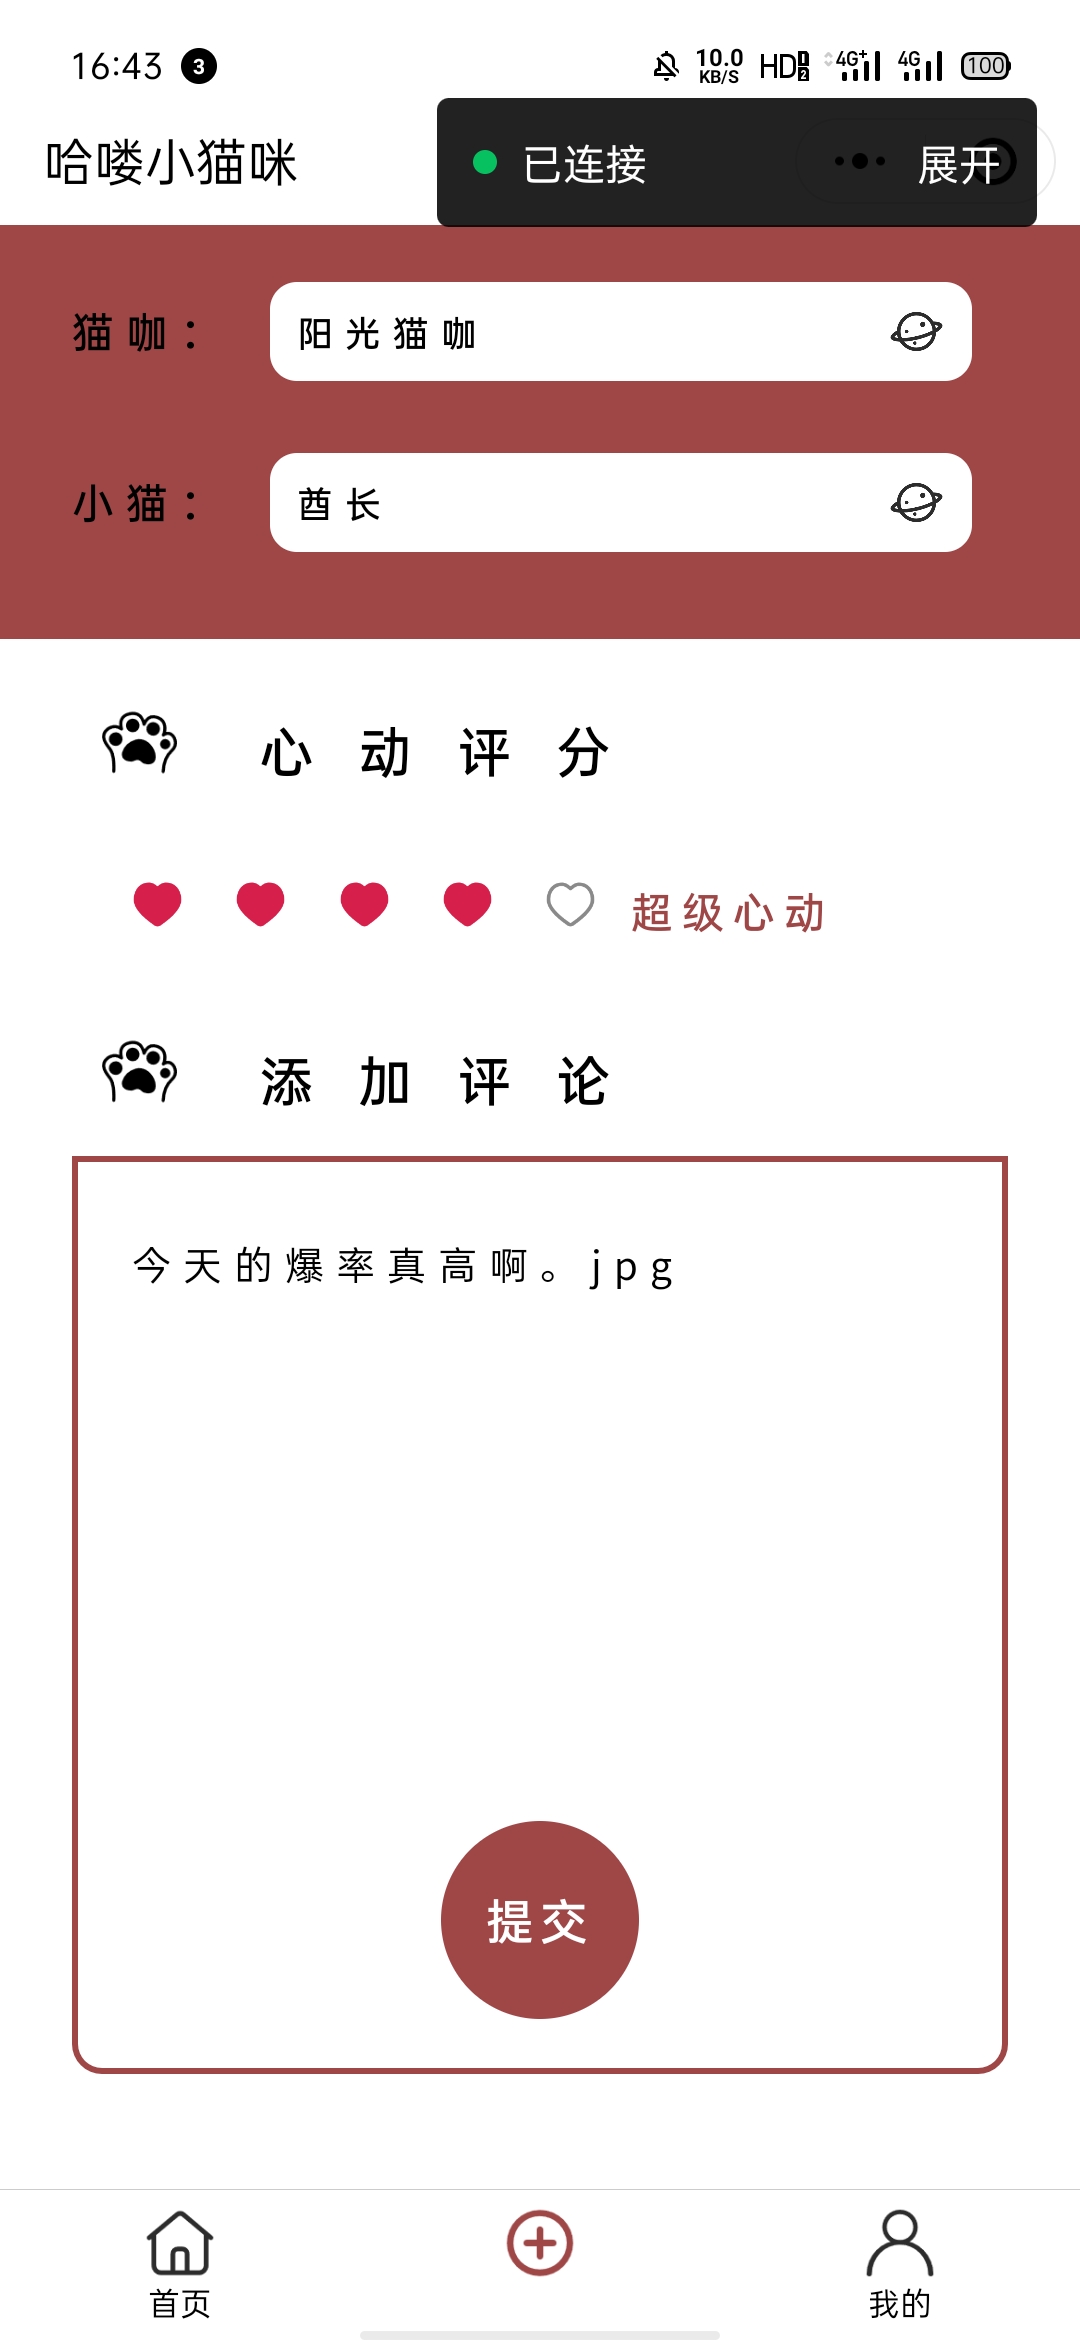 16:43 3 10.0 KB/S HD 1 2 4G+ 4G 100
哈喽小猫咪
已连接 展开
猫咖： 阳光猫咖
小猫： 酋长
心动评分
超级心动
添加评论
今天的爆率真高啊。jpg
提交
首页 我的